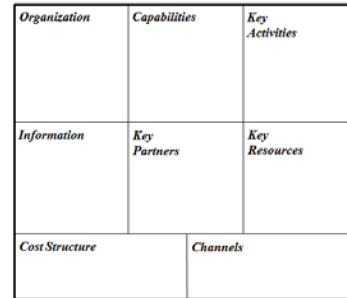 Organization
Capabilities
Key
Activities
Information
Key
Partners
Key
Resources
Cost Structure
Channels